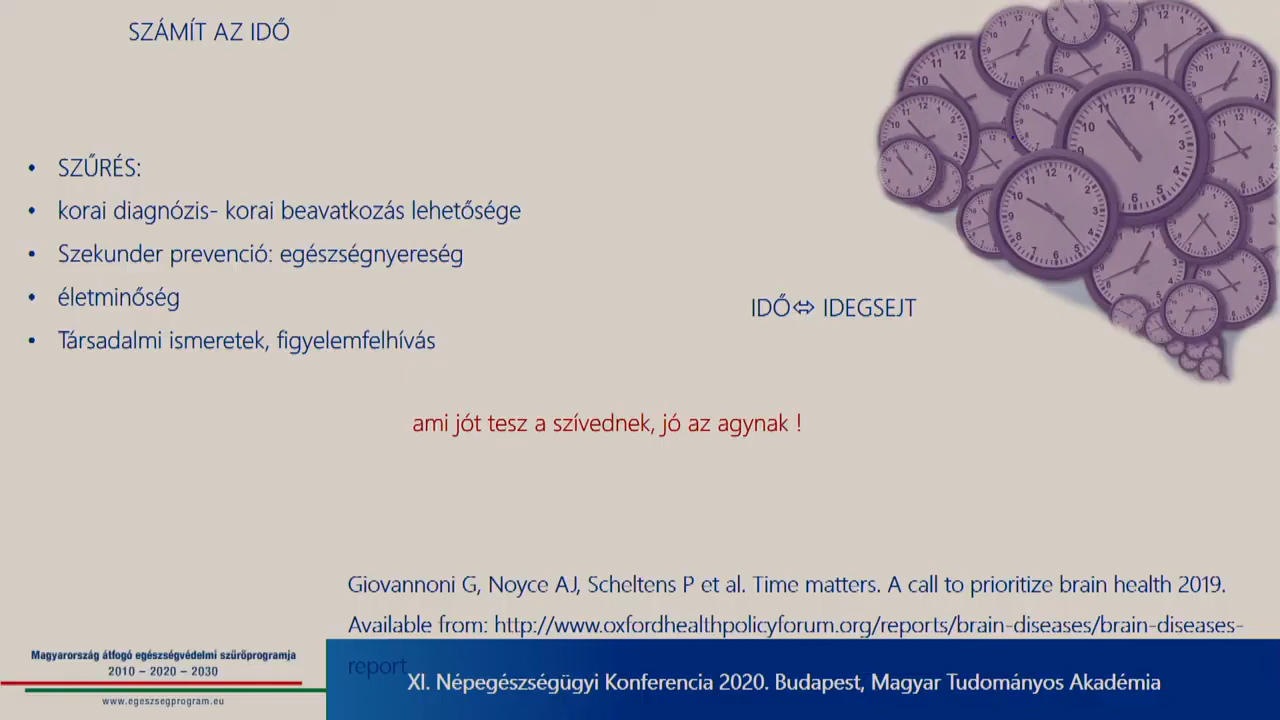 SZÁMÍT AZ IDŐ
• SZŰRÉS:
• korai diagnózis- korai beavatkozás lehetősége
• Szekunder prevenció: egészségnyereség
• életminőség
• Társadalmi ismeretek, figyelemfelhívás
IDŐ⇔ IDEGSEJT
ami jót tesz a szívednek, jó az agynak !
Giovannoni G, Noyce AJ, Scheltens P et al. Time matters. A call to prioritize brain health 2019.
Available from: http://www.oxfordhealthpolicyforum.org/reports/brain-diseases/brain-diseases-
report
Magyarország átfogó egészségvédelmi szűrőprogramja
2010 – 2020 – 2030
www.egeszsegprogram.eu
XI. Népegészségügyi Konferencia 2020. Budapest, Magyar Tudományos Akadémia